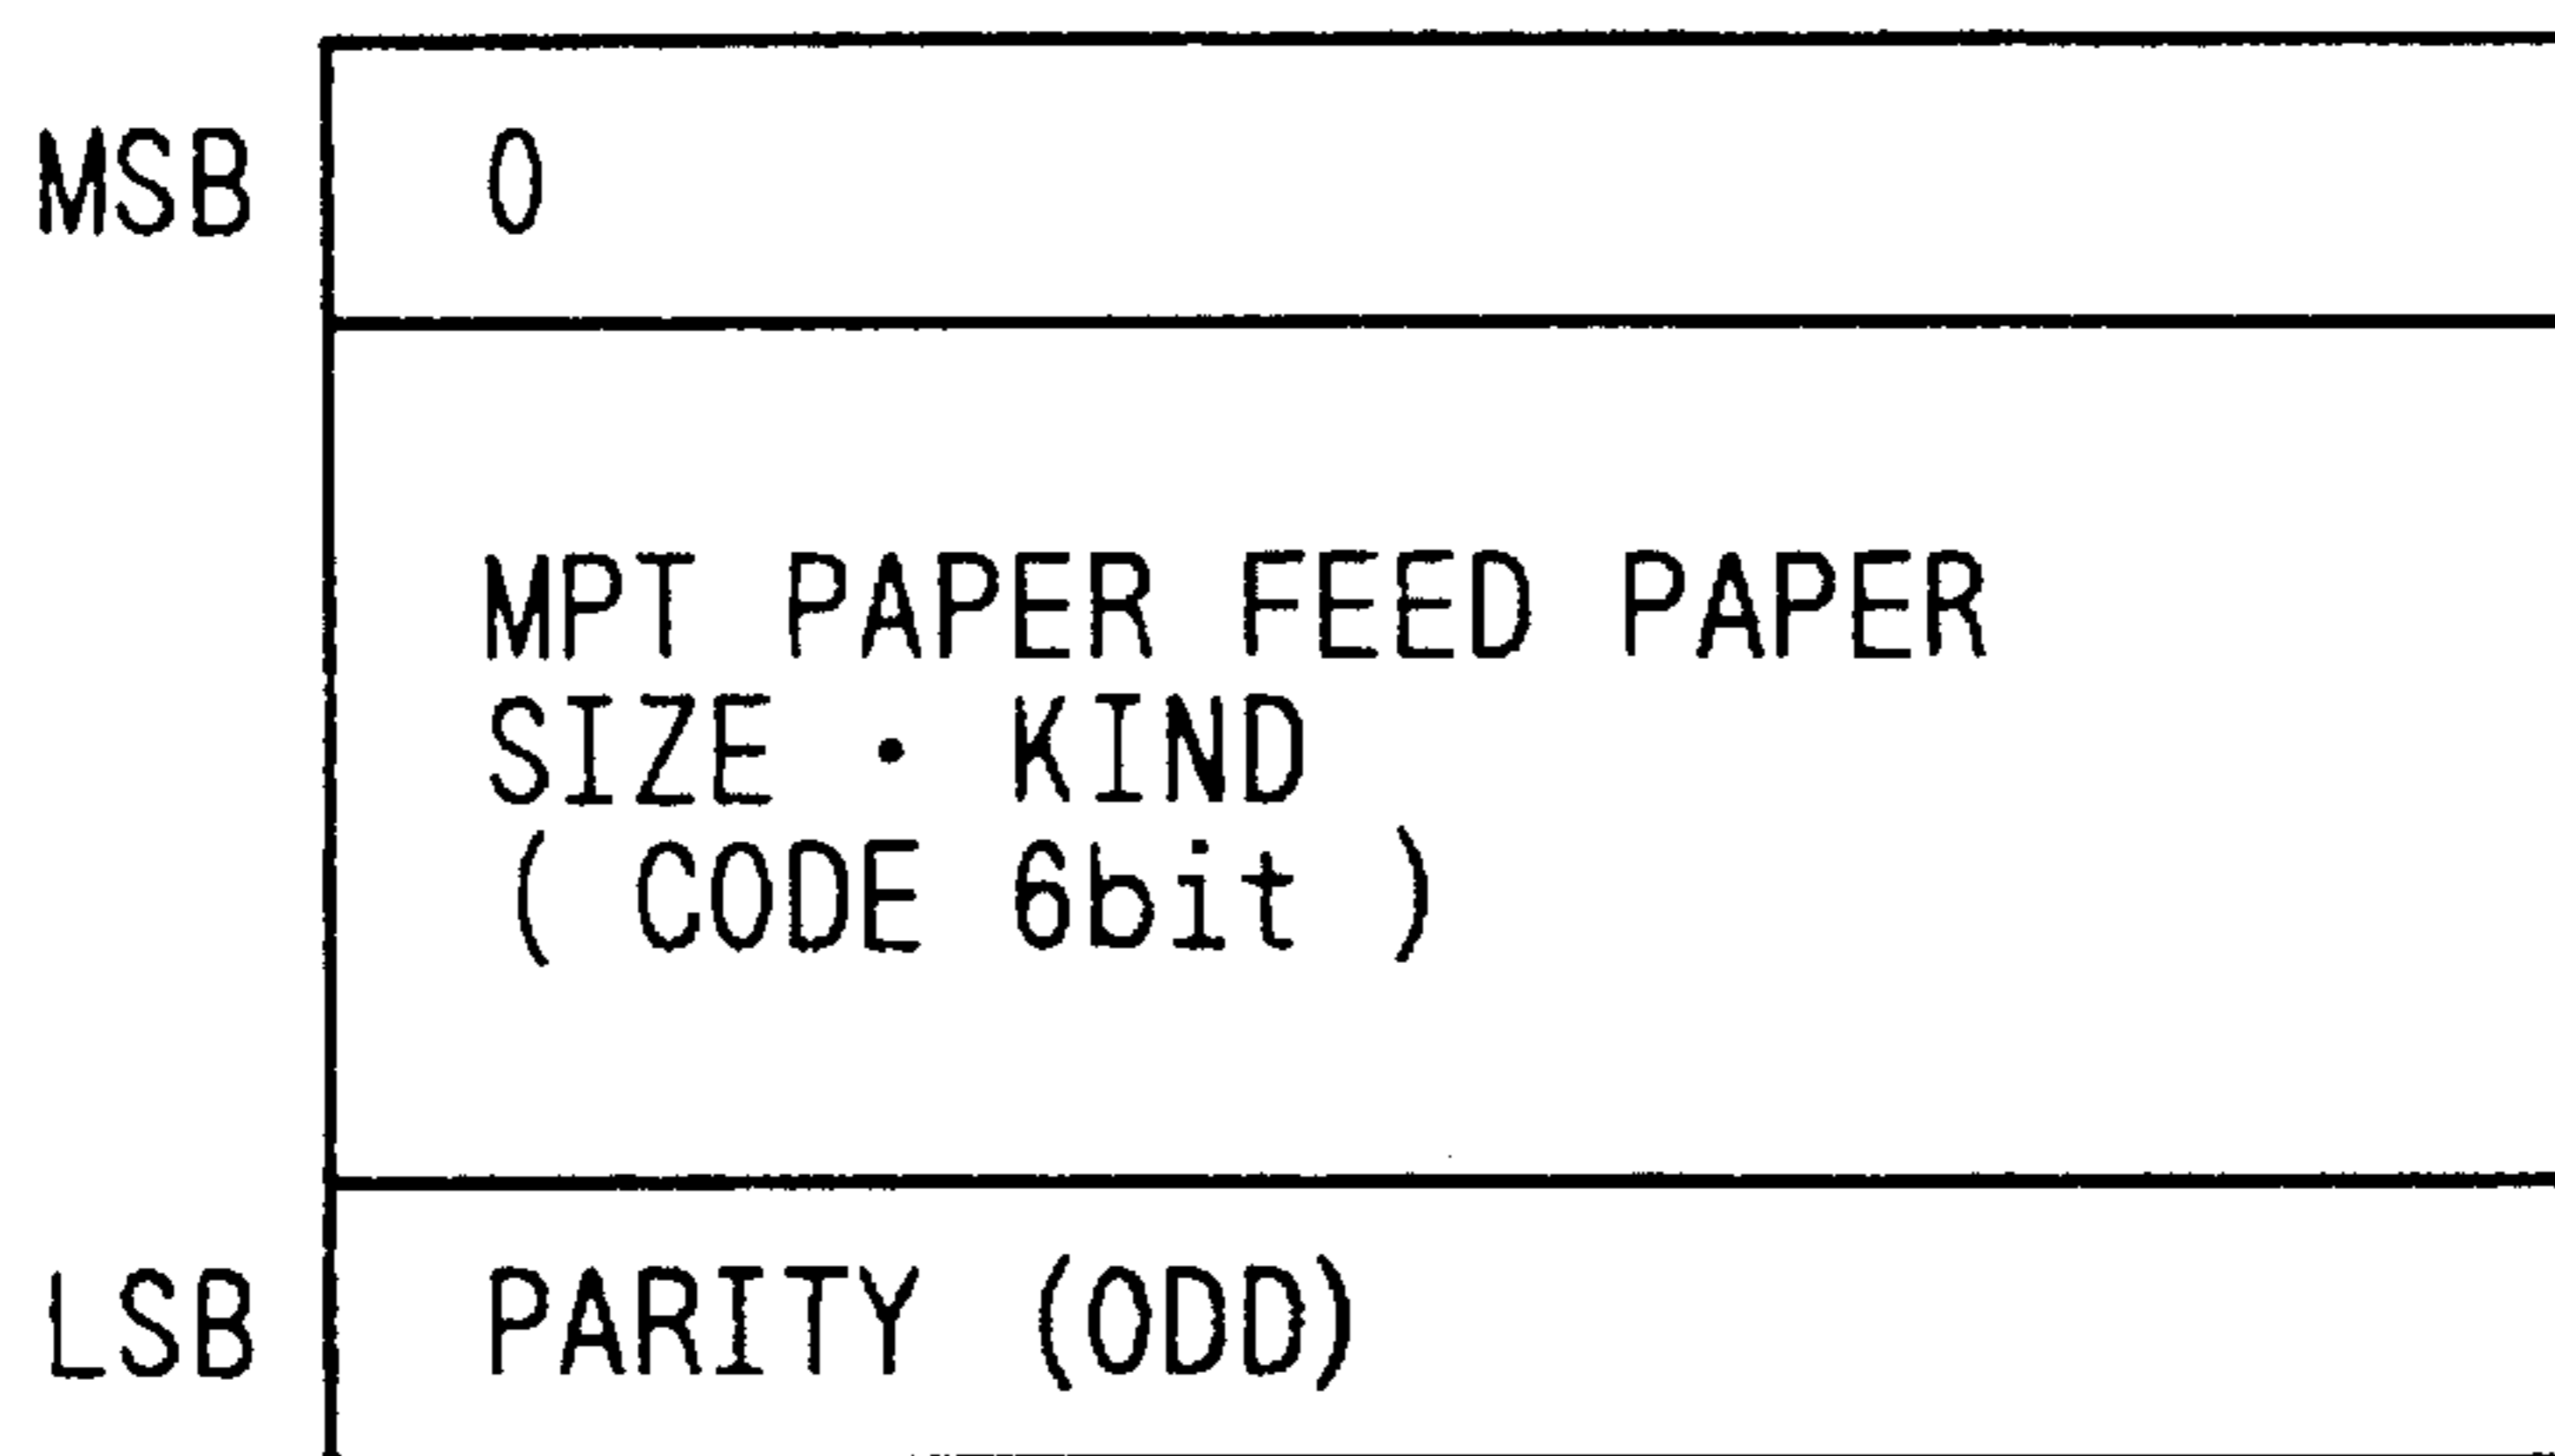 MSB 0
MPT PAPER FEED PAPER
SIZE · KIND
( CODE 6bit )
LSB PARITY (ODD)